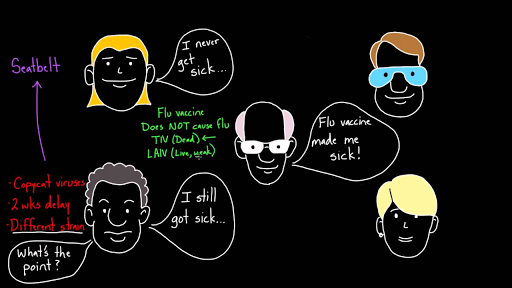 Seatbelt
I never
get
sick...
Flu vaccine
Does NOT cause flu
TIV (Dead) ←
LAIV (Live, weak)
Flu vaccine
made me
sick!
• Copycat viruses
• 2 wks delay
• Different strain
What's the
point?
I still
got sick...